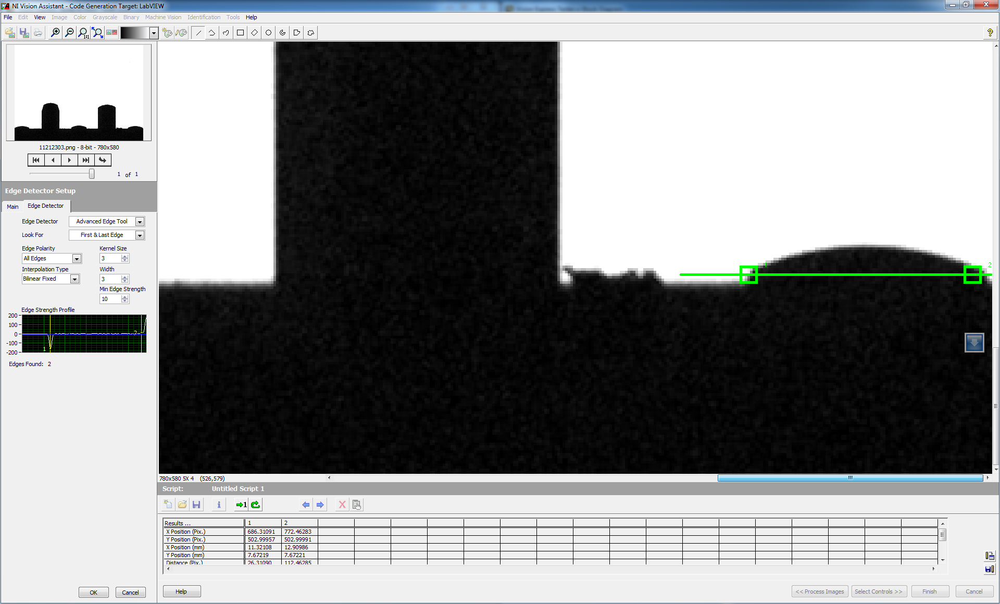 NI Vision Assistant - Code Generation Target: LabVIEW
File Edit View Image Color Grayscale Binary Machine Vision Identification Tools Help
1:1
?
11212303.png - 8-bit - 780x580
1 of 1
Edge Detector Setup
Main Edge Detector
Edge Detector Advanced Edge Tool
Look For First & Last Edge
Edge Polarity Kernel Size
All Edges 3
Interpolation Type Width
Bilinear Fixed 3
Min Edge Strength
10
Edge Strength Profile
200
100
0
-100
-200
1
2
Edges Found: 2
1
2
780x580 5X 4 (526,579)
Script: Untitled Script 1
1
Results ... 1 2
X Position (Pix.) 686.31091 772.46283
Y Position (Pix.) 502.99957 502.99991
X Position (mm) 11.32108 12.90986
Y Position (mm) 7.67219 7.67221
Distance (Pix.) 26.31090 112.46285
OK Cancel Help << Process Images Select Controls >> Finish Cancel